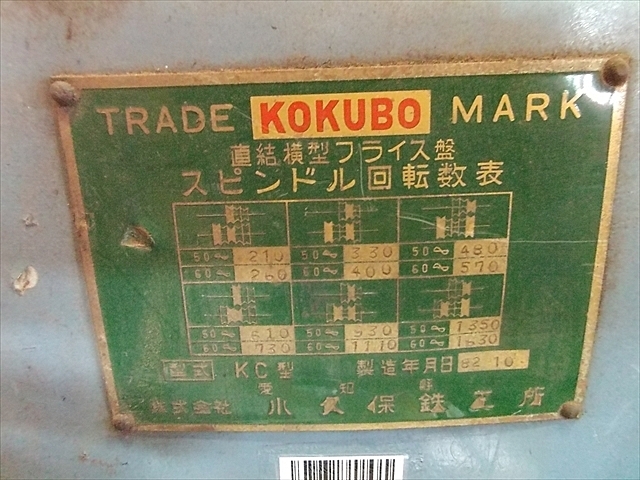 TRADE KOKUBO MARK
直結横型フライス盤
スピンドル回転数表
50∾ 210 50∾ 330 50∾ 480
60∾ 260 60∾ 400 60∾ 570
50∾ 610 50∾ 930 50∾ 1350
60∾ 730 60∾ 1110 60∾ 1630
型式 KC型 製造年月日 62 10
愛知県
株式会社 小久保鉄工所